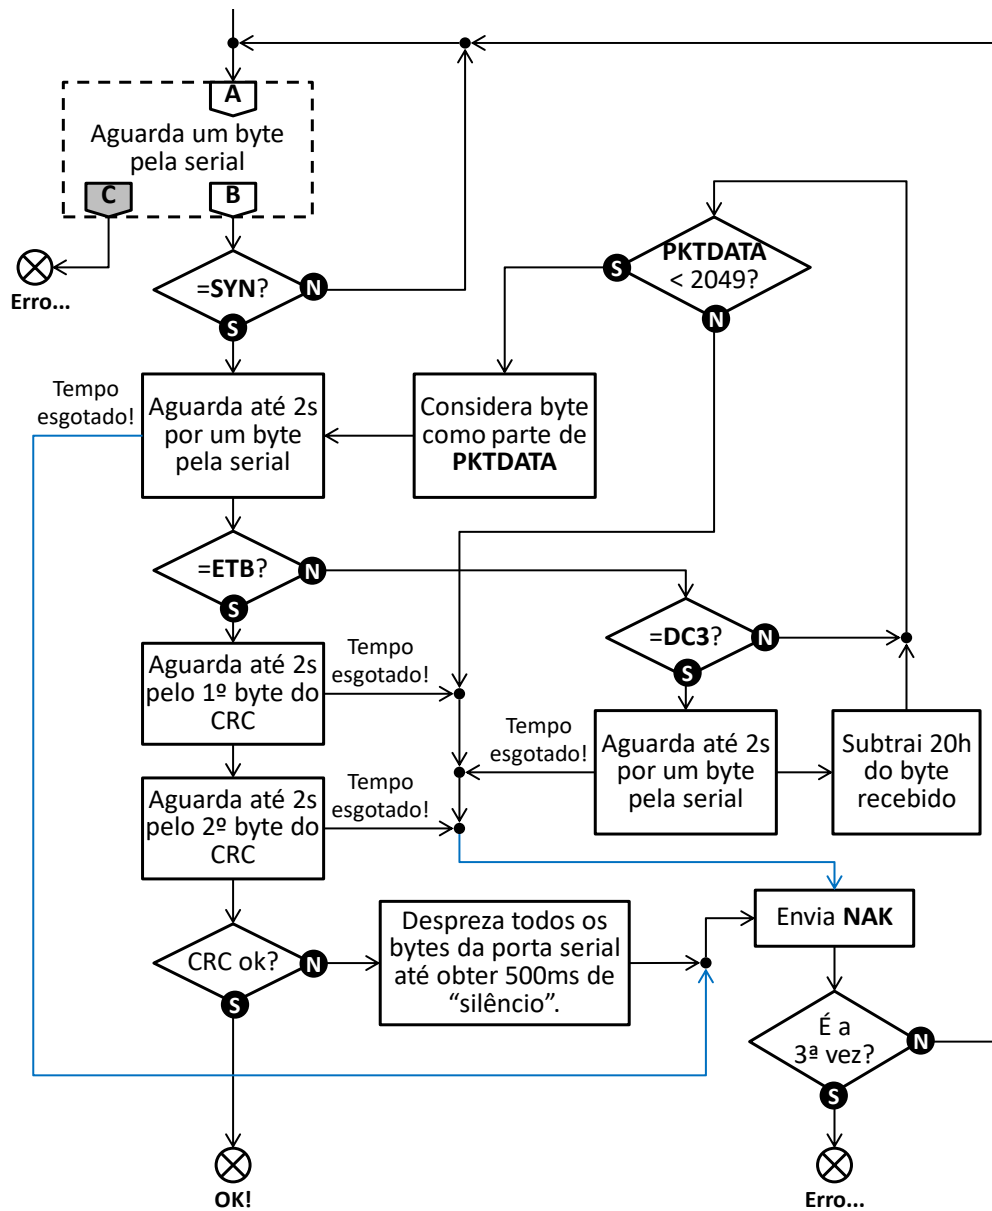 A
Aguarda um byte
pela serial
C
B
Erro...
=SYN?
N
S
PKTDATA
< 2049?
S
N
Tempo
esgotado!
Aguarda até 2s
por um byte
pela serial
Considera byte
como parte de
PKTDATA
=ETB?
N
S
=DC3?
N
S
Aguarda até 2s
pelo 1º byte do
CRC
Tempo
esgotado!
Tempo
esgotado!
Aguarda até 2s
por um byte
pela serial
Subtrai 20h
do byte
recebido
Aguarda até 2s
pelo 2º byte do
CRC
Tempo
esgotado!
CRC ok?
N
S
Despreza todos os
bytes da porta serial
até obter 500ms de
“silêncio”.
Envia NAK
É a
3ª vez?
N
S
OK!
Erro...